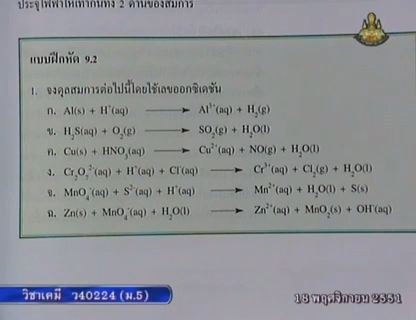 ประจุไฟฟ้าให้เท่ากันทั้ง 2 ด้านของสมการ
แบบฝึกหัด 9.2
1. จงดุลสมการต่อไปนี้โดยใช้เลขออกซิเดชัน
ก. Al(s) + H⁺(aq) → Al³⁺(aq) + H₂(g)
ข. H₂S(aq) + O₂(g) → SO₂(g) + H₂O(l)
ค. Cu(s) + HNO₃(aq) → Cu²⁺(aq) + NO(g) + H₂O(l)
ง. Cr₂O₇²⁻(aq) + H⁺(aq) + Cl⁻(aq) → Cr³⁺(aq) + Cl₂(g) + H₂O(l)
จ. MnO₄⁻(aq) + S²⁻(aq) + H⁺(aq) → Mn²⁺(aq) + H₂O(l) + S(s)
ฉ. Zn(s) + MnO₄⁻(aq) + H₂O(l) → Zn²⁺(aq) + MnO₂(s) + OH⁻(aq)
วิชาเคมี ว40224 (ม.5)
18 พฤศจิกายน 2551